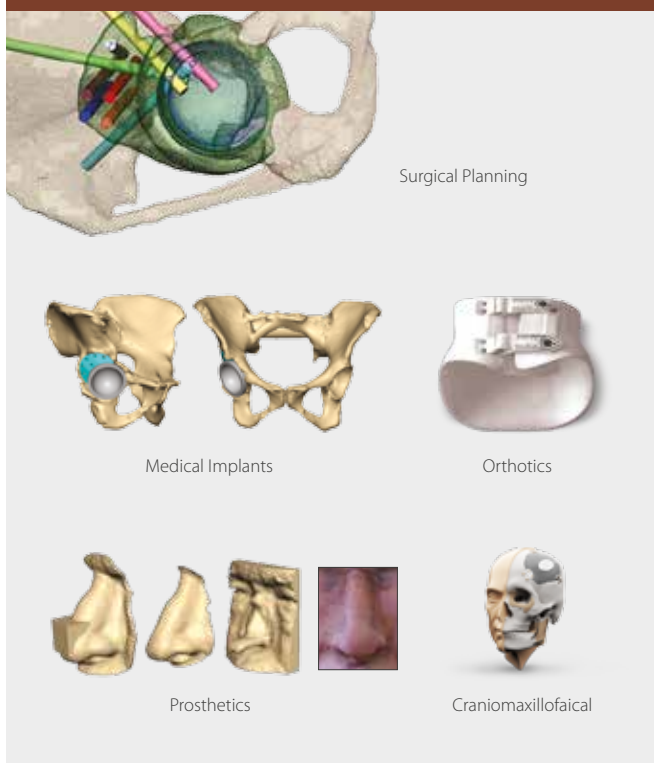 Surgical Planning
Medical Implants
Orthotics
Prosthetics
Craniomaxillofaical